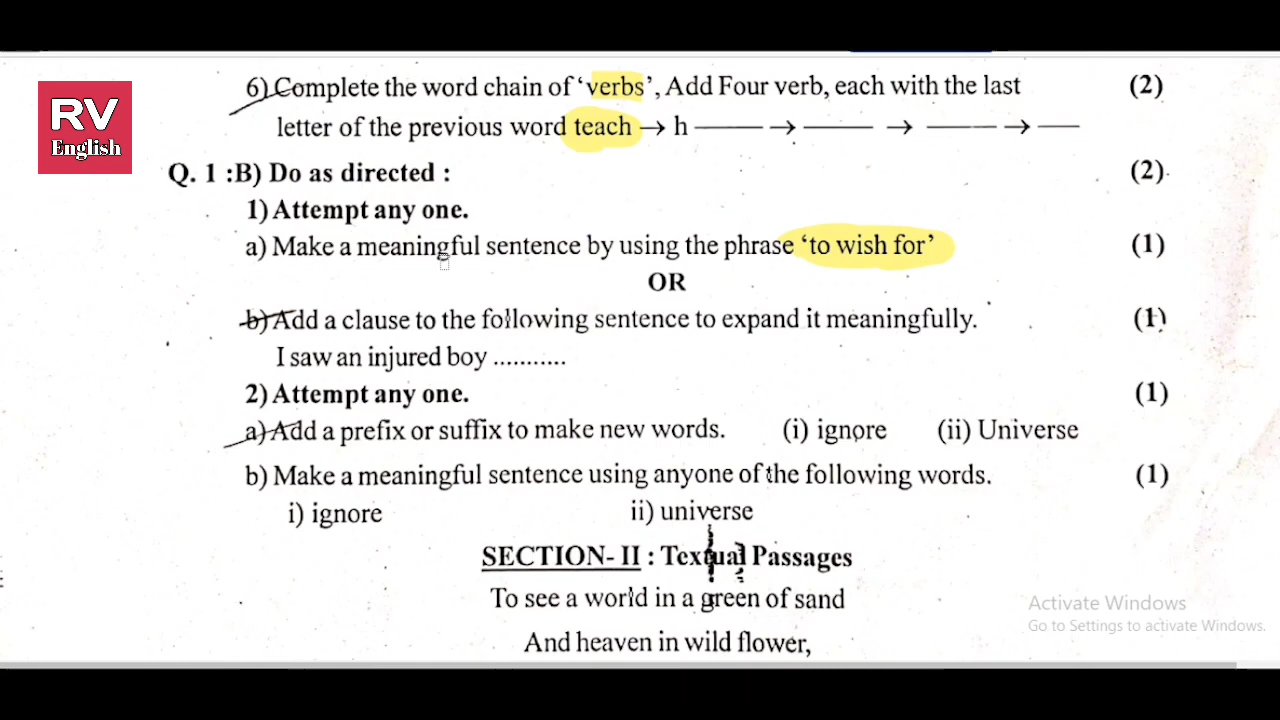 RV
English
6) Complete the word chain of ‘verbs’, Add Four verb, each with the last (2)
letter of the previous word teach → h ——— → ——— → ——— → ——
Q. 1 :B) Do as directed : (2)
1) Attempt any one.
a) Make a meaningful sentence by using the phrase ‘to wish for’ (1)
OR
b) Add a clause to the following sentence to expand it meaningfully. (1)
I saw an injured boy ...........
2) Attempt any one. (1)
a) Add a prefix or suffix to make new words. (i) ignore (ii) Universe
b) Make a meaningful sentence using anyone of the following words. (1)
i) ignore ii) universe
SECTION- II : Textual Passages
To see a world in a green of sand
And heaven in wild flower,
Activate Windows
Go to Settings to activate Windows.